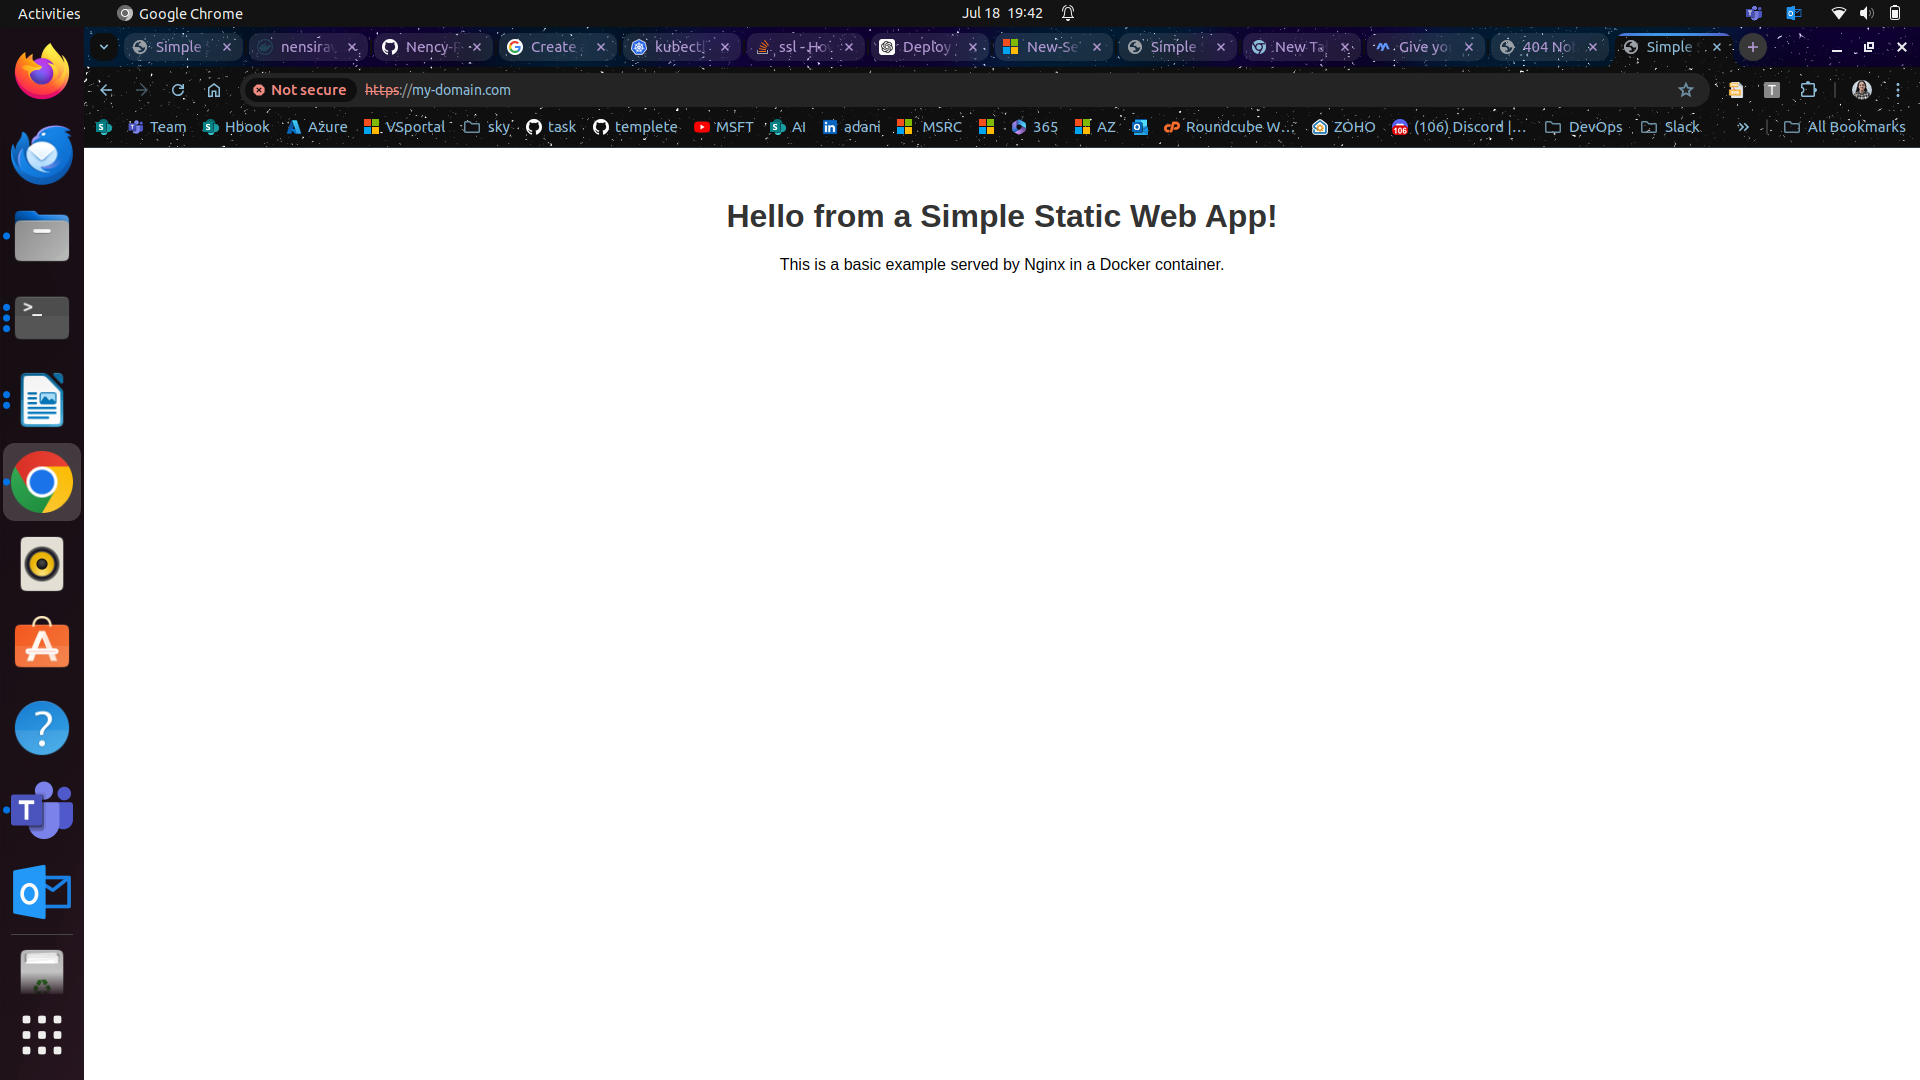 Activities Google Chrome Jul 18 19:42
Simple nensirav Nency-R Create kubectl ssl - Ho Deploy New-Se Simple New Ta Give you 404 Not Simple S
Not secure https://my-domain.com
Team Hbook Azure VSportal sky task templete MSFT AI adani MSRC 365 AZ Roundcube W... ZOHO (106) Discord |... DevOps Slack » All Bookmarks
Hello from a Simple Static Web App!
This is a basic example served by Nginx in a Docker container.